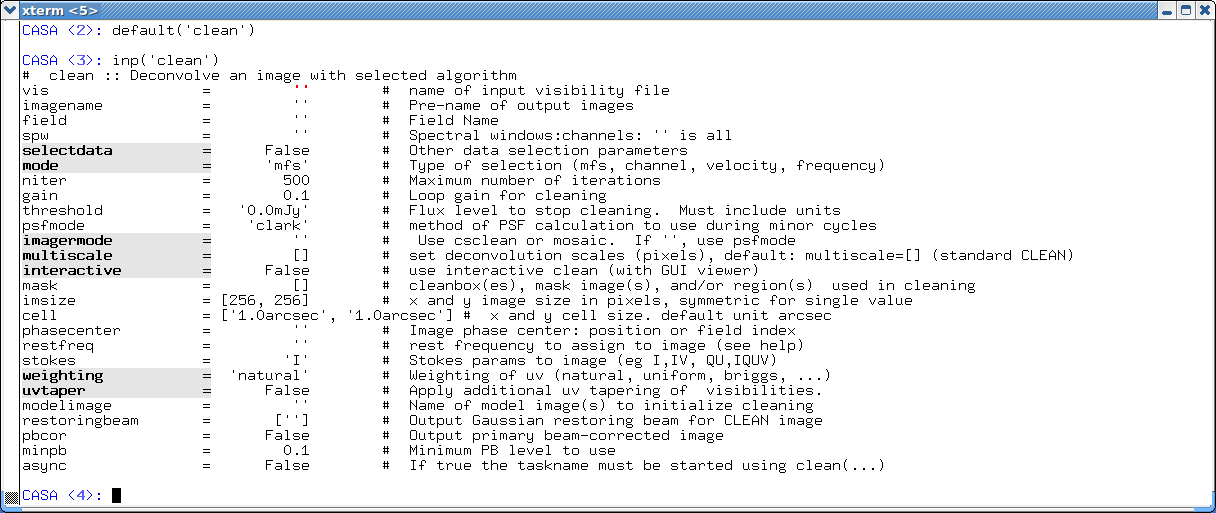 xterm <5>
CASA <2>: default('clean')
CASA <3>: inp('clean')
#  clean :: Deconvolve an image with selected algorithm
vis                 =         ''        #  name of input visibility file
imagename           =         ''        #  Pre-name of output images
field               =         ''        #  Field Name
spw                 =         ''        #  Spectral windows:channels: '' is all
selectdata          =      False        #  Other data selection parameters
mode                =      'mfs'        #  Type of selection (mfs, channel, velocity, frequency)
niter               =        500        #  Maximum number of iterations
gain                =        0.1        #  Loop gain for cleaning
threshold           =   '0.0mJy'        #  Flux level to stop cleaning.  Must include units
psfmode             =    'clark'        #  method of PSF calculation to use during minor cycles
imagermode          =         ''        #   Use csclean or mosaic.  If '', use psfmode
multiscale          =         []        #  set deconvolution scales (pixels), default: multiscale=[] (standard CLEAN)
interactive         =      False        #  use interactive clean (with GUI viewer)
mask                =         []        #  cleanbox(es), mask image(s), and/or region(s)  used in cleaning
imsize              = [256, 256]        #  x and y image size in pixels, symmetric for single value
cell                = ['1.0arcsec', '1.0arcsec'] #  x and y cell size. default unit arcsec
phasecenter         =         ''        #  Image phase center: position or field index
restfreq            =         ''        #  rest frequency to assign to image (see help)
stokes              =        'I'        #  Stokes params to image (eg I,IV, QU,IQUV)
weighting           =  'natural'        #  Weighting of uv (natural, uniform, briggs, ...)
uvtaper             =      False        #  Apply additional uv tapering of  visibilities.
modelimage          =         ''        #  Name of model image(s) to initialize cleaning
restoringbeam       =       ['']        #  Output Gaussian restoring beam for CLEAN image
pbcor               =      False        #  Output primary beam-corrected image
minpb               =        0.1        #  Minimum PB level to use
async               =      False        #  If true the taskname must be started using clean(...)
CASA <4>: